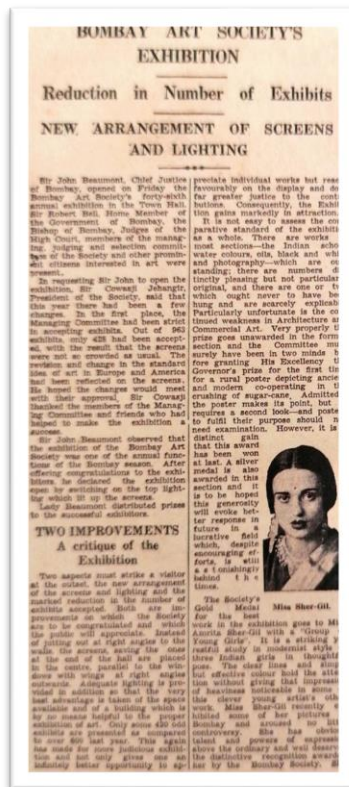 BOMBAY ART SOCIETY'S
EXHIBITION
Reduction in Number of Exhibits
NEW ARRANGEMENT OF SCREENS
AND LIGHTING
Sir John Beaumont, Chief Justice
of Bombay, opened on Friday the
Bombay Art Society's forty-sixth
annual exhibition in the Town Hall.
Sir Robert Bell, Home Member of
the Government of Bombay, the
Bishop of Bombay, Judges of the
High Court, members of the manag-
ing, judging and selection commit-
tee of the Society and other promin-
ent citizens interested in art were
present.
In requesting Sir John to open the
exhibition, Sir Cowasji Jehangir,
President of the Society, said that
this year there had been a few
changes. In the first place, the
Managing Committee had been strict
in accepting exhibits. Out of 962
exhibits, only 428 had been accept-
ed, with the result that the screens
were not so crowded as usual. The
revision and change in the standard
idea of art in Europe and America
had been reflected on the screens.
He hoped the changes would meet
with their approval. Sir Cowasji
thanked the members of the Manag-
ing Committee and friends who had
helped to make the exhibition a
success.
Sir John Beaumont observed that
the exhibition of the Bombay Art
Society was one of the annual func-
tions of the Bombay season. After
offering congratulations to the exhi-
bitors, he declared the exhibition
open by switching on the top light-
ing which lit up the screens.
Lady Beaumont distributed prizes
to the successful exhibitors.
TWO IMPROVEMENTS
A critique of the
Exhibition
Two aspects must strike a visitor
at the outset, the new arrangement
of the screens and lighting and the
marked reduction in the number of
exhibits accepted. Both are im-
provements on which the Society
are to be congratulated and which
the public will appreciate. Instead
of jutting out at right angles to the
walls, the screens, saving the ones
at the end of the hall are placed
in the centre, parallel to the win-
dows with wings at right angles
outwards. Adequate lighting is pro-
vided in addition so that the very
best advantage is taken of the space
available and of a building which is
by no means helpful to the proper
exhibition of art. Only some odd
exhibits are presented as compared
to over 800 last year. This again
has made for more judicious exhibi-
tion and not only gives one an
infinitely better opportunity to ap-
preciate individual works but reac
favourably on the display and do
far greater justice to the cont
butions. Consequently, the Exhi
tion gains markedly in attraction.
It is not easy to assess the co
parative standard of the exhibits
as a whole. There are works
most sections—the Indian scho
water colours, oils, black and whi
and photography—which are o
standing; there are numbers di
tinctly pleasing but not particula
original, and there are one or t
which ought never to have be
hung and are scarcely explicab
Particularly unfortunate is the co
tinued weakness in Architecture a
Commercial Art. Very properly t
prizes goes unawarded in the form
section and the Committee m
surely have been in two minds b
fore granting His Excellency t
Governor's prize for the first tim
for a rural poster depicting ancie
and modern co-operating in t
crushing of sugar-cane. Admitted
the poster makes its point, but
requires a second look—and poste
to fulfil their purpose should n
need examination. However, it is
distinct gain
that this award
has been won
at last. A silver
medal is also
awarded in this
section and it
is to be hoped
this generosity
will evoke bet-
ter response in
future in a
lucrative field
which, despite
encouraging ef-
forts, is still
astonishingly
behind the
times.
Miss Sher-Gil.
The Society's
Gold Medal
for the best
work in the exhibition goes to Mi
Amrita Sher-Gil with a "Group
Young Girls". It is a striking
restful study in modernist style
three Indian girls in thoughtf
pose. The clear lines and simp
but effective colour hold the atte
tion without giving that impress
of heaviness noticeable in some
this clever young artist's oth
work. Miss Sher-Gil recently e
hibited some of her pictures
Bombay and aroused no li
controversy. She has obvio
talent and powers of expressi
above the ordinary and well deserv
the distinctive recognition award
her by the Bombay Society.